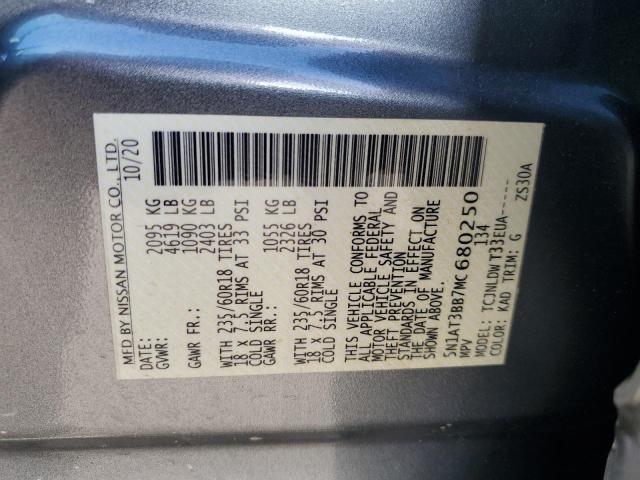 MFD BY NISSAN MOTOR CO., LTD.
DATE: 10/20
GVWR: 2095 KG
4619 LB
GAWR FR.: 1090 KG
2403 LB
WITH 235/60R18 TIRES
18 X 7.5 RIMS AT 33 PSI
COLD SINGLE
GAWR RR.: 1055 KG
2326 LB
WITH 235/60R18 TIRES
18 X 7.5 RIMS AT 30 PSI
COLD SINGLE
THIS VEHICLE CONFORMS TO
ALL APPLICABLE FEDERAL
MOTOR VEHICLE SAFETY AND
THEFT PREVENTION
STANDARDS IN EFFECT ON
THE DATE OF MANUFACTURE
SHOWN ABOVE.
5N1AT3BB7MC680250
MPV 134
MODEL: TCJNLDWT33EUA-----
COLOR: KAD TRIM: G
ZS30A